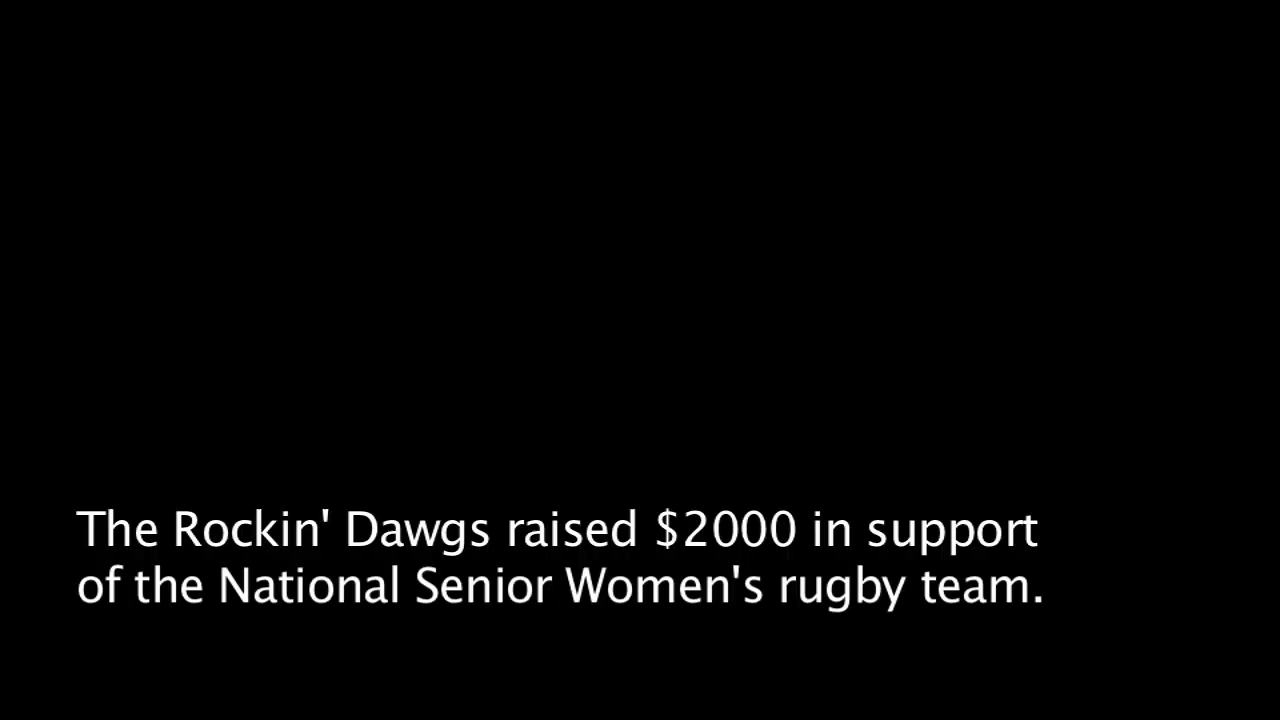 The Rockin' Dawgs raised $2000 in support
of the National Senior Women's rugby team.